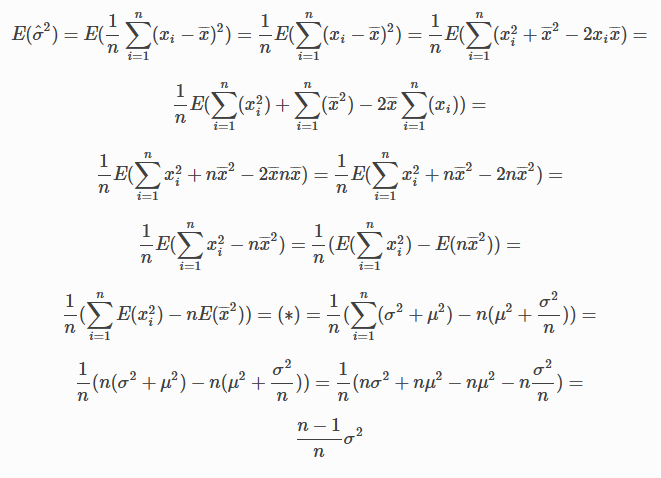 $E(\hat{\sigma}^2) = E(\frac{1}{n}\sum_{i=1}^{n}(x_i - \overline{x})^2) = \frac{1}{n}E(\sum_{i=1}^{n}(x_i - \overline{x})^2) = \frac{1}{n}E(\sum_{i=1}^{n}(x_i^2 + \overline{x}^2 - 2x_i\overline{x}) =$
$\frac{1}{n}E(\sum_{i=1}^{n}(x_i^2) + \sum_{i=1}^{n}(\overline{x}^2) - 2\overline{x}\sum_{i=1}^{n}(x_i)) =$
$\frac{1}{n}E(\sum_{i=1}^{n}x_i^2 + n\overline{x}^2 - 2\overline{x}n\overline{x}) = \frac{1}{n}E(\sum_{i=1}^{n}x_i^2 + n\overline{x}^2 - 2n\overline{x}^2) =$
$\frac{1}{n}E(\sum_{i=1}^{n}x_i^2 - n\overline{x}^2) = \frac{1}{n}(E(\sum_{i=1}^{n}x_i^2) - E(n\overline{x}^2)) =$
$\frac{1}{n}(\sum_{i=1}^{n}E(x_i^2) - nE(\overline{x}^2)) = (*) = \frac{1}{n}(\sum_{i=1}^{n}(\sigma^2 + \mu^2) - n(\mu^2 + \frac{\sigma^2}{n})) =$
$\frac{1}{n}(n(\sigma^2 + \mu^2) - n(\mu^2 + \frac{\sigma^2}{n})) = \frac{1}{n}(n\sigma^2 + n\mu^2 - n\mu^2 - n\frac{\sigma^2}{n}) =$
$\frac{n-1}{n}\sigma^2$